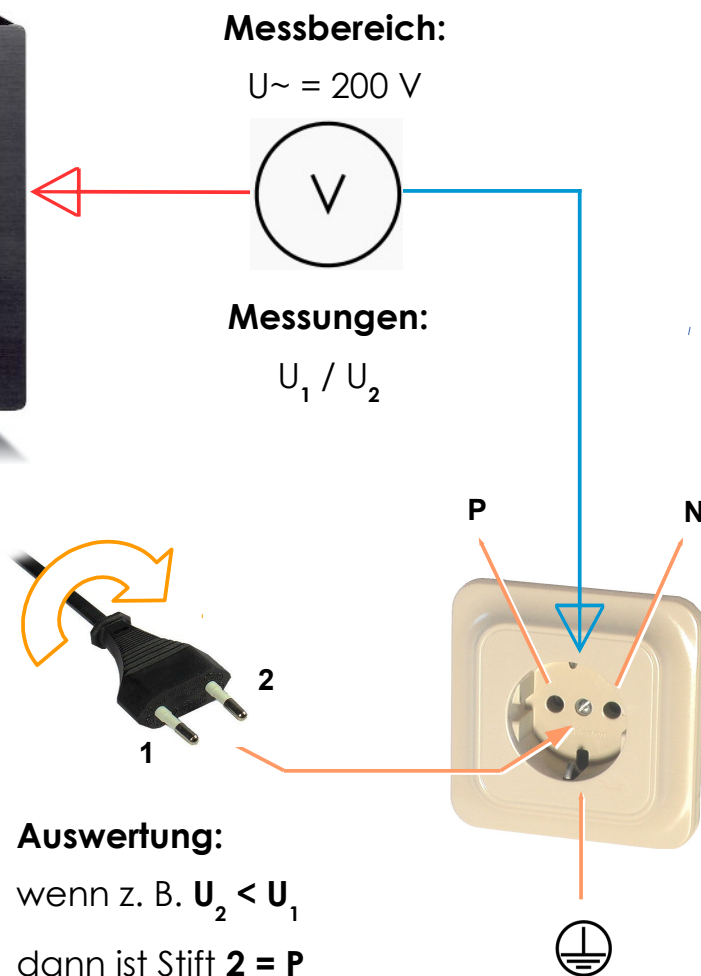 Messbereich:
U~ = 200 V
V
Messungen:
U₁ / U₂
P
N
2
1
Auswertung:
wenn z. B. U₂ < U₁
dann ist Stift 2 = P